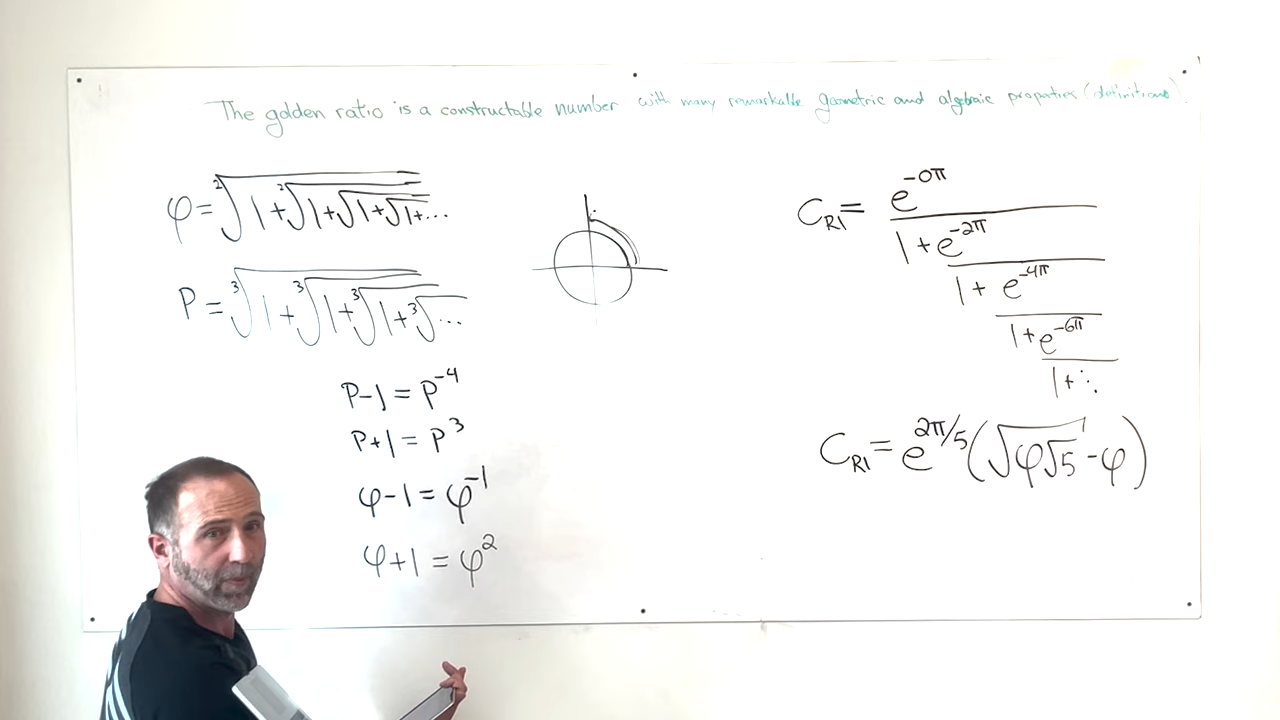 The golden ratio is a constructable number with many remarkable geometric and algebraic properties (definitions).
φ = ²√1+²√1+√1+√1+...
P = ³√1+³√1+³√1+³√...
P-1 = P⁻⁴
P+1 = P³
φ-1 = φ⁻¹
φ+1 = φ²
C_R1 = e^-0π
1+e^-2π
1+e^-4π
1+e^-6π
1+⋱
C_R1 = e^2π/5(√φ√5 - φ)